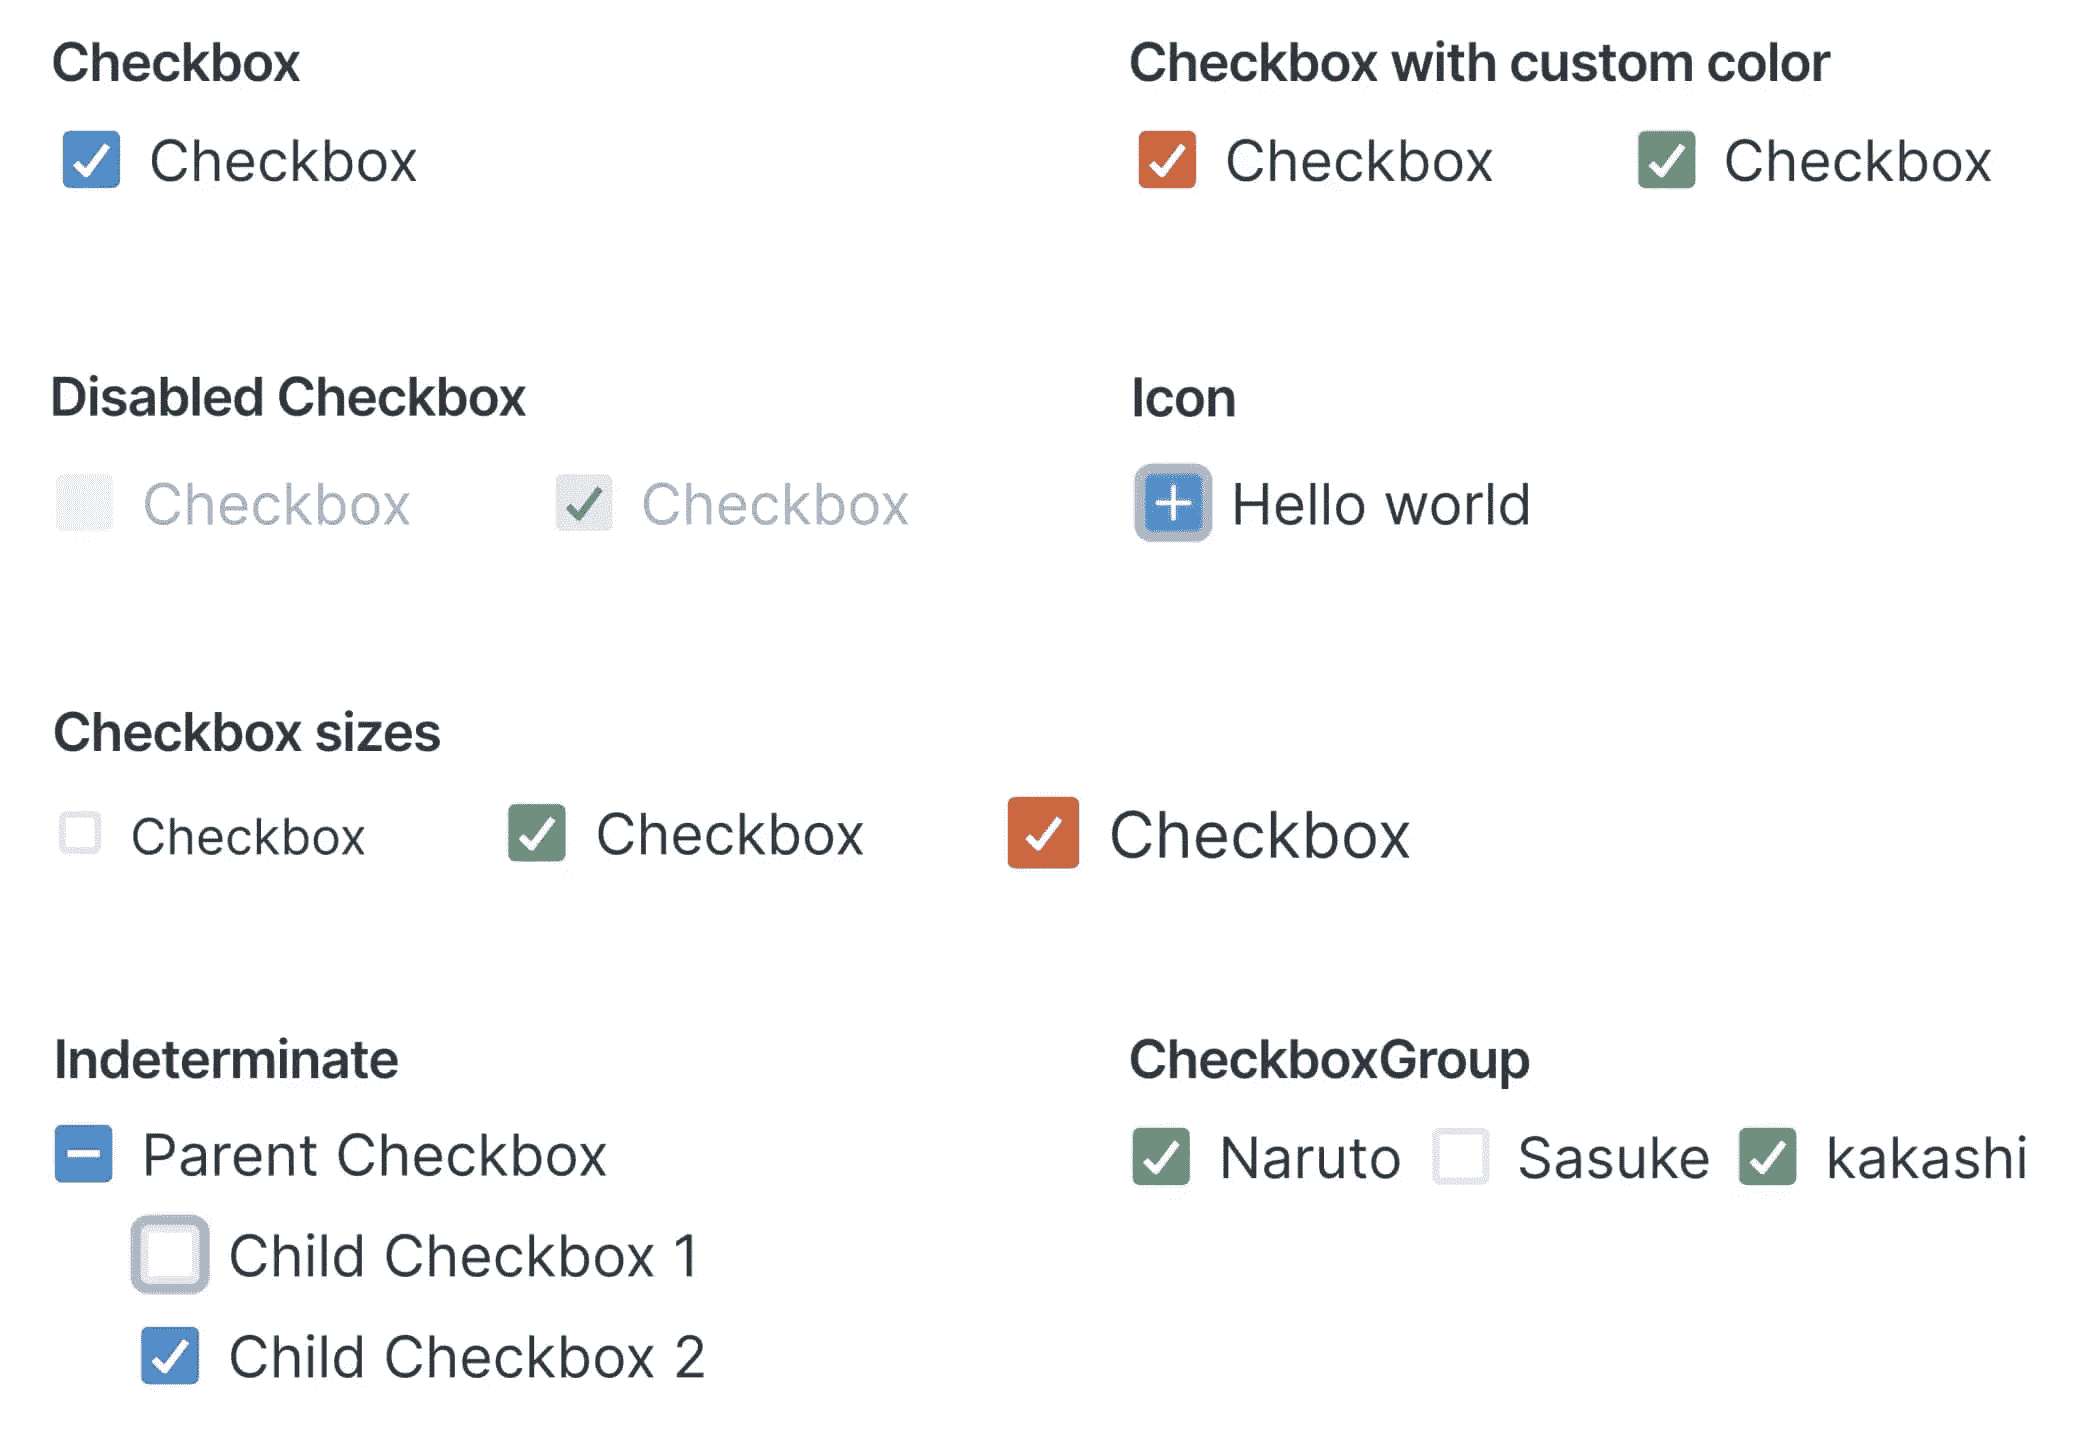 Checkbox
Checkbox
Checkbox with custom color
Checkbox Checkbox
Disabled Checkbox
Checkbox Checkbox
Icon
Hello world
Checkbox sizes
Checkbox Checkbox Checkbox
Indeterminate
Parent Checkbox
Child Checkbox 1
Child Checkbox 2
CheckboxGroup
Naruto Sasuke kakashi